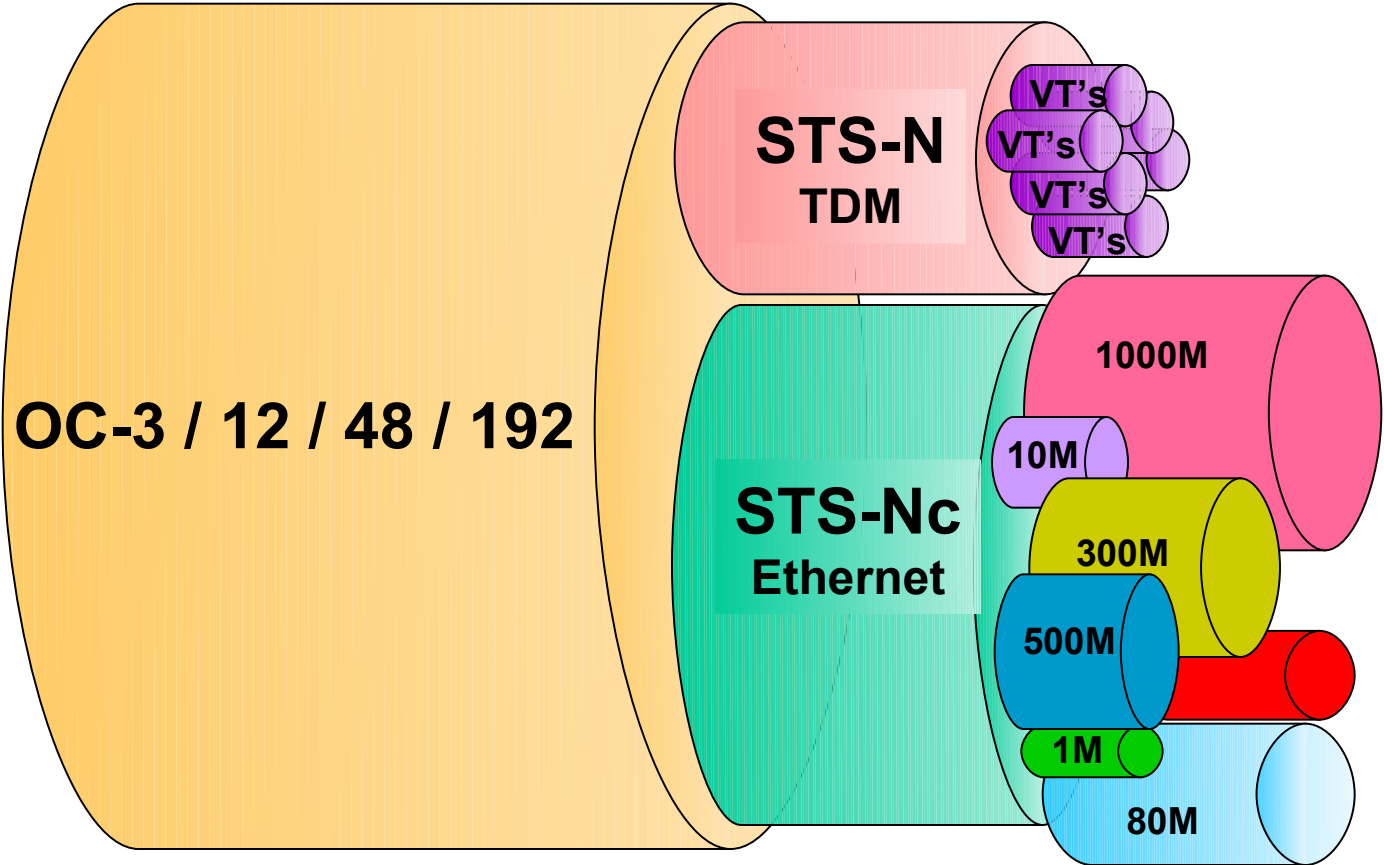 OC-3 / 12 / 48 / 192
STS-N
TDM
VT's
VT's
VT's
VT's
STS-Nc
Ethernet
1000M
10M
300M
500M
1M
80M